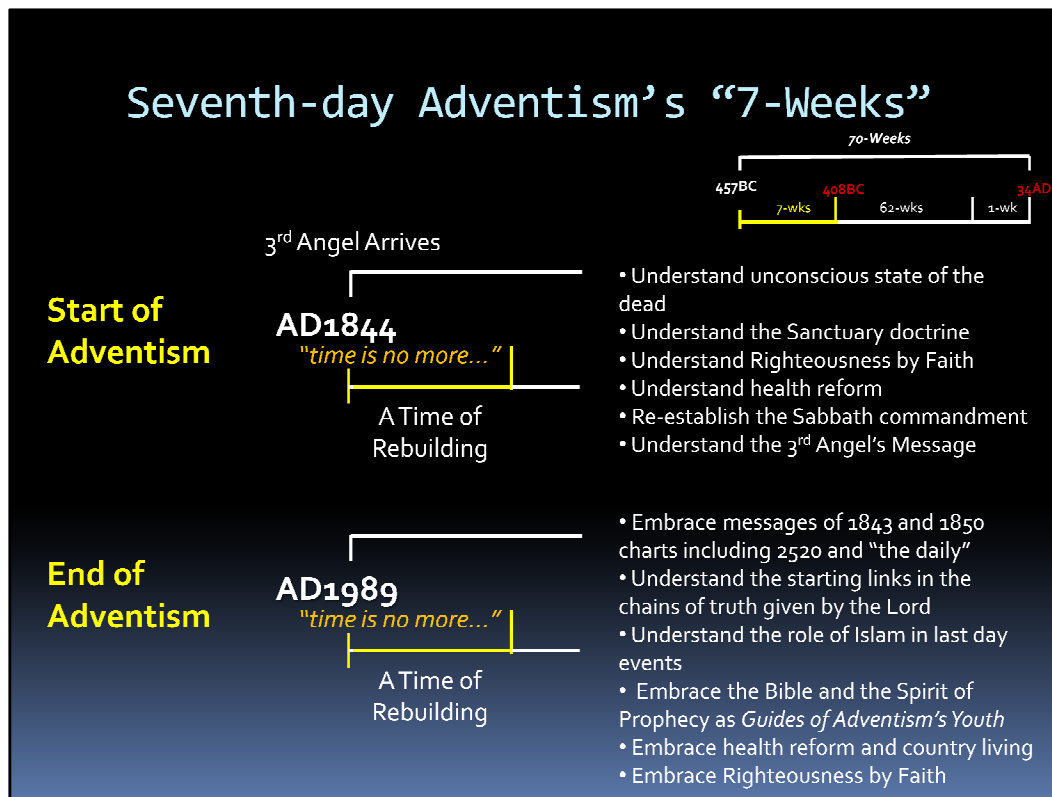 Seventh-day Adventism’s “7-Weeks”
70-Weeks
457BC
408BC
34AD
7-wks
62-wks
1-wk
3rd Angel Arrives
Start of
Adventism
AD1844
“time is no more…”
A Time of
Rebuilding
• Understand unconscious state of the
dead
• Understand the Sanctuary doctrine
• Understand Righteousness by Faith
• Understand health reform
• Re-establish the Sabbath commandment
• Understand the 3rd Angel’s Message
End of
Adventism
AD1989
“time is no more…”
A Time of
Rebuilding
• Embrace messages of 1843 and 1850
charts including 2520 and “the daily”
• Understand the starting links in the
chains of truth given by the Lord
• Understand the role of Islam in last day
events
• Embrace the Bible and the Spirit of
Prophecy as Guides of Adventism’s Youth
• Embrace health reform and country living
• Embrace Righteousness by Faith